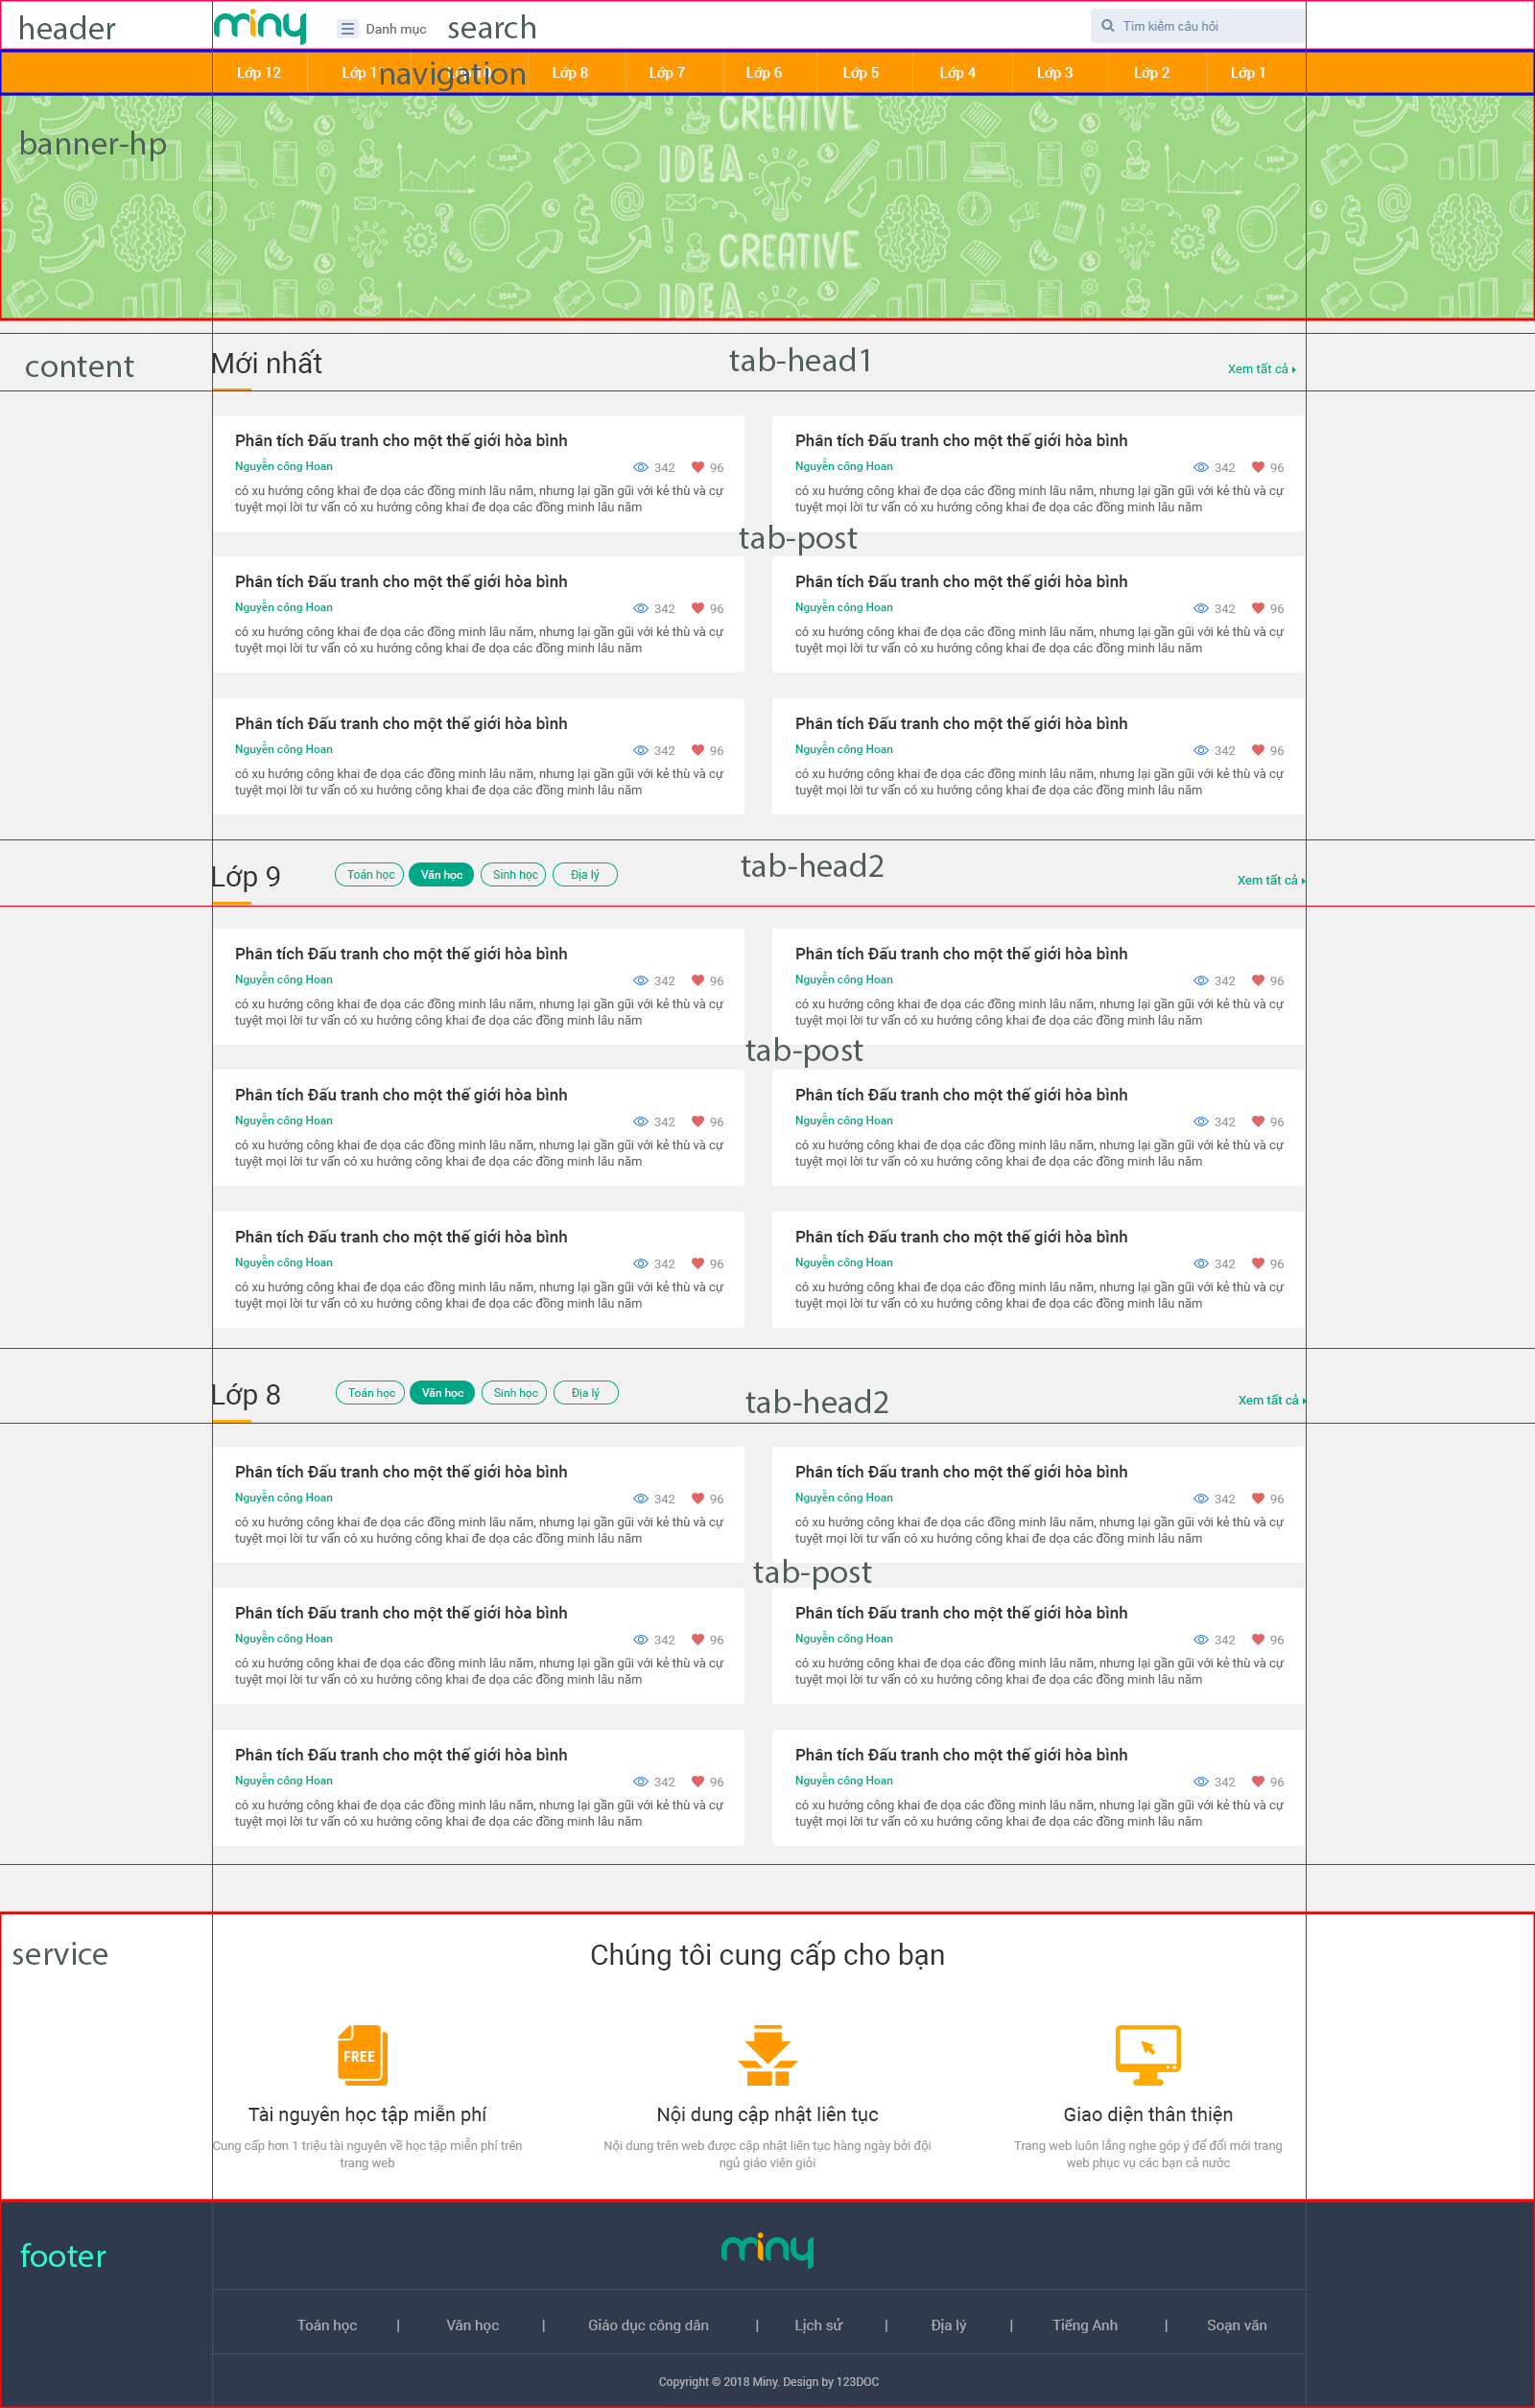 header
miny
Danh mục
search
Tìm kiếm câu hỏi
Lớp 12
Lớp 11
navigation
Lớp 8
Lớp 7
Lớp 6
Lớp 5
Lớp 4
Lớp 3
Lớp 2
Lớp 1
banner-hp
CREATIVE
IDEA
CREATIVE
IDEA
content
Mới nhất
tab-head1
Xem tất cả
Phân tích Đấu tranh cho một thế giới hòa bình
Nguyễn công Hoan 342 96
có xu hướng công khai đe dọa các đồng minh lâu năm, nhưng lại gần gũi với kẻ thù và cự
tuyệt mọi lời tư vấn có xu hướng công khai đe dọa các đồng minh lâu năm
Phân tích Đấu tranh cho một thế giới hòa bình
Nguyễn công Hoan 342 96
có xu hướng công khai đe dọa các đồng minh lâu năm, nhưng lại gần gũi với kẻ thù và cự
tuyệt mọi lời tư vấn có xu hướng công khai đe dọa các đồng minh lâu năm
tab-post
Phân tích Đấu tranh cho một thế giới hòa bình
Nguyễn công Hoan 342 96
có xu hướng công khai đe dọa các đồng minh lâu năm, nhưng lại gần gũi với kẻ thù và cự
tuyệt mọi lời tư vấn có xu hướng công khai đe dọa các đồng minh lâu năm
Phân tích Đấu tranh cho một thế giới hòa bình
Nguyễn công Hoan 342 96
có xu hướng công khai đe dọa các đồng minh lâu năm, nhưng lại gần gũi với kẻ thù và cự
tuyệt mọi lời tư vấn có xu hướng công khai đe dọa các đồng minh lâu năm
Phân tích Đấu tranh cho một thế giới hòa bình
Nguyễn công Hoan 342 96
có xu hướng công khai đe dọa các đồng minh lâu năm, nhưng lại gần gũi với kẻ thù và cự
tuyệt mọi lời tư vấn có xu hướng công khai đe dọa các đồng minh lâu năm
Phân tích Đấu tranh cho một thế giới hòa bình
Nguyễn công Hoan 342 96
có xu hướng công khai đe dọa các đồng minh lâu năm, nhưng lại gần gũi với kẻ thù và cự
tuyệt mọi lời tư vấn có xu hướng công khai đe dọa các đồng minh lâu năm
Lớp 9
Toán học
Văn học
Sinh học
Địa lý
tab-head2
Xem tất cả
Phân tích Đấu tranh cho một thế giới hòa bình
Nguyễn công Hoan 342 96
có xu hướng công khai đe dọa các đồng minh lâu năm, nhưng lại gần gũi với kẻ thù và cự
tuyệt mọi lời tư vấn có xu hướng công khai đe dọa các đồng minh lâu năm
Phân tích Đấu tranh cho một thế giới hòa bình
Nguyễn công Hoan 342 96
có xu hướng công khai đe dọa các đồng minh lâu năm, nhưng lại gần gũi với kẻ thù và cự
tuyệt mọi lời tư vấn có xu hướng công khai đe dọa các đồng minh lâu năm
tab-post
Phân tích Đấu tranh cho một thế giới hòa bình
Nguyễn công Hoan 342 96
có xu hướng công khai đe dọa các đồng minh lâu năm, nhưng lại gần gũi với kẻ thù và cự
tuyệt mọi lời tư vấn có xu hướng công khai đe dọa các đồng minh lâu năm
Phân tích Đấu tranh cho một thế giới hòa bình
Nguyễn công Hoan 342 96
có xu hướng công khai đe dọa các đồng minh lâu năm, nhưng lại gần gũi với kẻ thù và cự
tuyệt mọi lời tư vấn có xu hướng công khai đe dọa các đồng minh lâu năm
Phân tích Đấu tranh cho một thế giới hòa bình
Nguyễn công Hoan 342 96
có xu hướng công khai đe dọa các đồng minh lâu năm, nhưng lại gần gũi với kẻ thù và cự
tuyệt mọi lời tư vấn có xu hướng công khai đe dọa các đồng minh lâu năm
Phân tích Đấu tranh cho một thế giới hòa bình
Nguyễn công Hoan 342 96
có xu hướng công khai đe dọa các đồng minh lâu năm, nhưng lại gần gũi với kẻ thù và cự
tuyệt mọi lời tư vấn có xu hướng công khai đe dọa các đồng minh lâu năm
Lớp 8
Toán học
Văn học
Sinh học
Địa lý
tab-head2
Xem tất cả
Phân tích Đấu tranh cho một thế giới hòa bình
Nguyễn công Hoan 342 96
có xu hướng công khai đe dọa các đồng minh lâu năm, nhưng lại gần gũi với kẻ thù và cự
tuyệt mọi lời tư vấn có xu hướng công khai đe dọa các đồng minh lâu năm
Phân tích Đấu tranh cho một thế giới hòa bình
Nguyễn công Hoan 342 96
có xu hướng công khai đe dọa các đồng minh lâu năm, nhưng lại gần gũi với kẻ thù và cự
tuyệt mọi lời tư vấn có xu hướng công khai đe dọa các đồng minh lâu năm
tab-post
Phân tích Đấu tranh cho một thế giới hòa bình
Nguyễn công Hoan 342 96
có xu hướng công khai đe dọa các đồng minh lâu năm, nhưng lại gần gũi với kẻ thù và cự
tuyệt mọi lời tư vấn có xu hướng công khai đe dọa các đồng minh lâu năm
Phân tích Đấu tranh cho một thế giới hòa bình
Nguyễn công Hoan 342 96
có xu hướng công khai đe dọa các đồng minh lâu năm, nhưng lại gần gũi với kẻ thù và cự
tuyệt mọi lời tư vấn có xu hướng công khai đe dọa các đồng minh lâu năm
Phân tích Đấu tranh cho một thế giới hòa bình
Nguyễn công Hoan 342 96
có xu hướng công khai đe dọa các đồng minh lâu năm, nhưng lại gần gũi với kẻ thù và cự
tuyệt mọi lời tư vấn có xu hướng công khai đe dọa các đồng minh lâu năm
Phân tích Đấu tranh cho một thế giới hòa bình
Nguyễn công Hoan 342 96
có xu hướng công khai đe dọa các đồng minh lâu năm, nhưng lại gần gũi với kẻ thù và cự
tuyệt mọi lời tư vấn có xu hướng công khai đe dọa các đồng minh lâu năm
service
Chúng tôi cung cấp cho bạn
FREE
Tài nguyên học tập miễn phí
Cung cấp hơn 1 triệu tài nguyên về học tập miễn phí trên
trang web
Nội dung cập nhật liên tục
Nội dung trên web được cập nhật liên tục hàng ngày bởi đội
ngủ giáo viên giỏi
Giao diện thân thiện
Trang web luôn lắng nghe góp ý để đổi mới trang
web phục vụ các bạn cả nước
footer
miny
Toán học | Văn học | Giáo dục công dân | Lịch sử | Địa lý | Tiếng Anh | Soạn văn
Copyright © 2018 Miny. Design by 123DOC